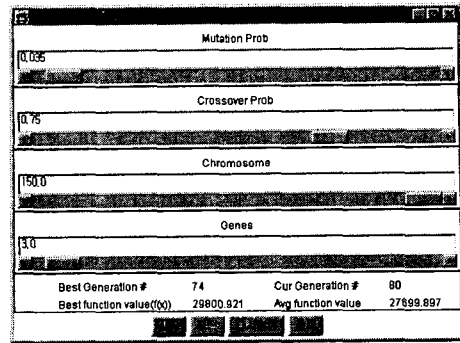 Mutation Prob
0,035
Crossover Prob
0,75
Chromosome
150,0
Genes
3,0
Best Generation # 74 Cur Generation # 80
Best function value(f(x) 29800.921 Avg function value 27699.897